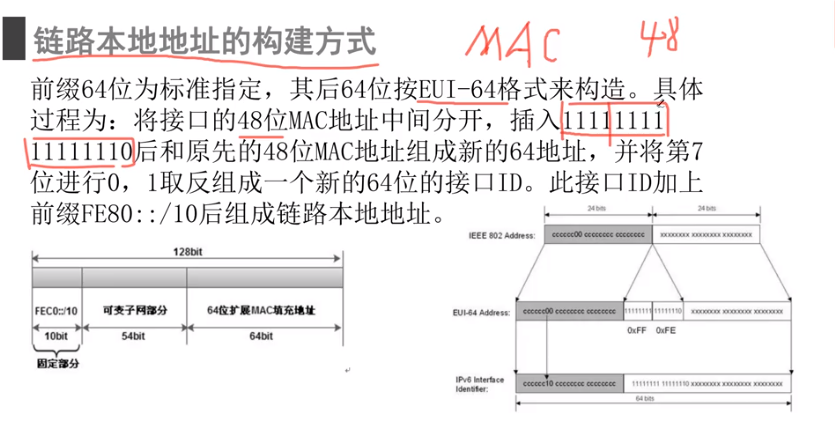 链路本地地址的构建方式
MAC 48
前缀64位为标准指定，其后64位按EUI-64格式来构造。具体
过程为：将接口的48位MAC地址中间分开，插入11111111
11111110后和原先的48位MAC地址组成新的64地址，并将第7
位进行0，1取反组成一个新的64位的接口ID。此接口ID加上
前缀FE80::/10后组成链路本地地址。
128bit
FEC0::/10 可变子网部分 64位扩展MAC填充地址
10bit 54bit 64bit
固定部分
24 bits 24 bits
IEEE 802 Address: cccccc00 cccccccc cccccccc xxxxxxxx xxxxxxxx xxxxxxxx
EUI-64 Address: cccccc00 cccccccc cccccccc 11111111 11111110 xxxxxxxx xxxxxxxx xxxxxxxx
0xFF 0xFE
IPv6 Interface
Identifier:
cccccc10 cccccccc cccccccc 11111111 11111110 xxxxxxxx xxxxxxxx xxxxxxxx
64 bits